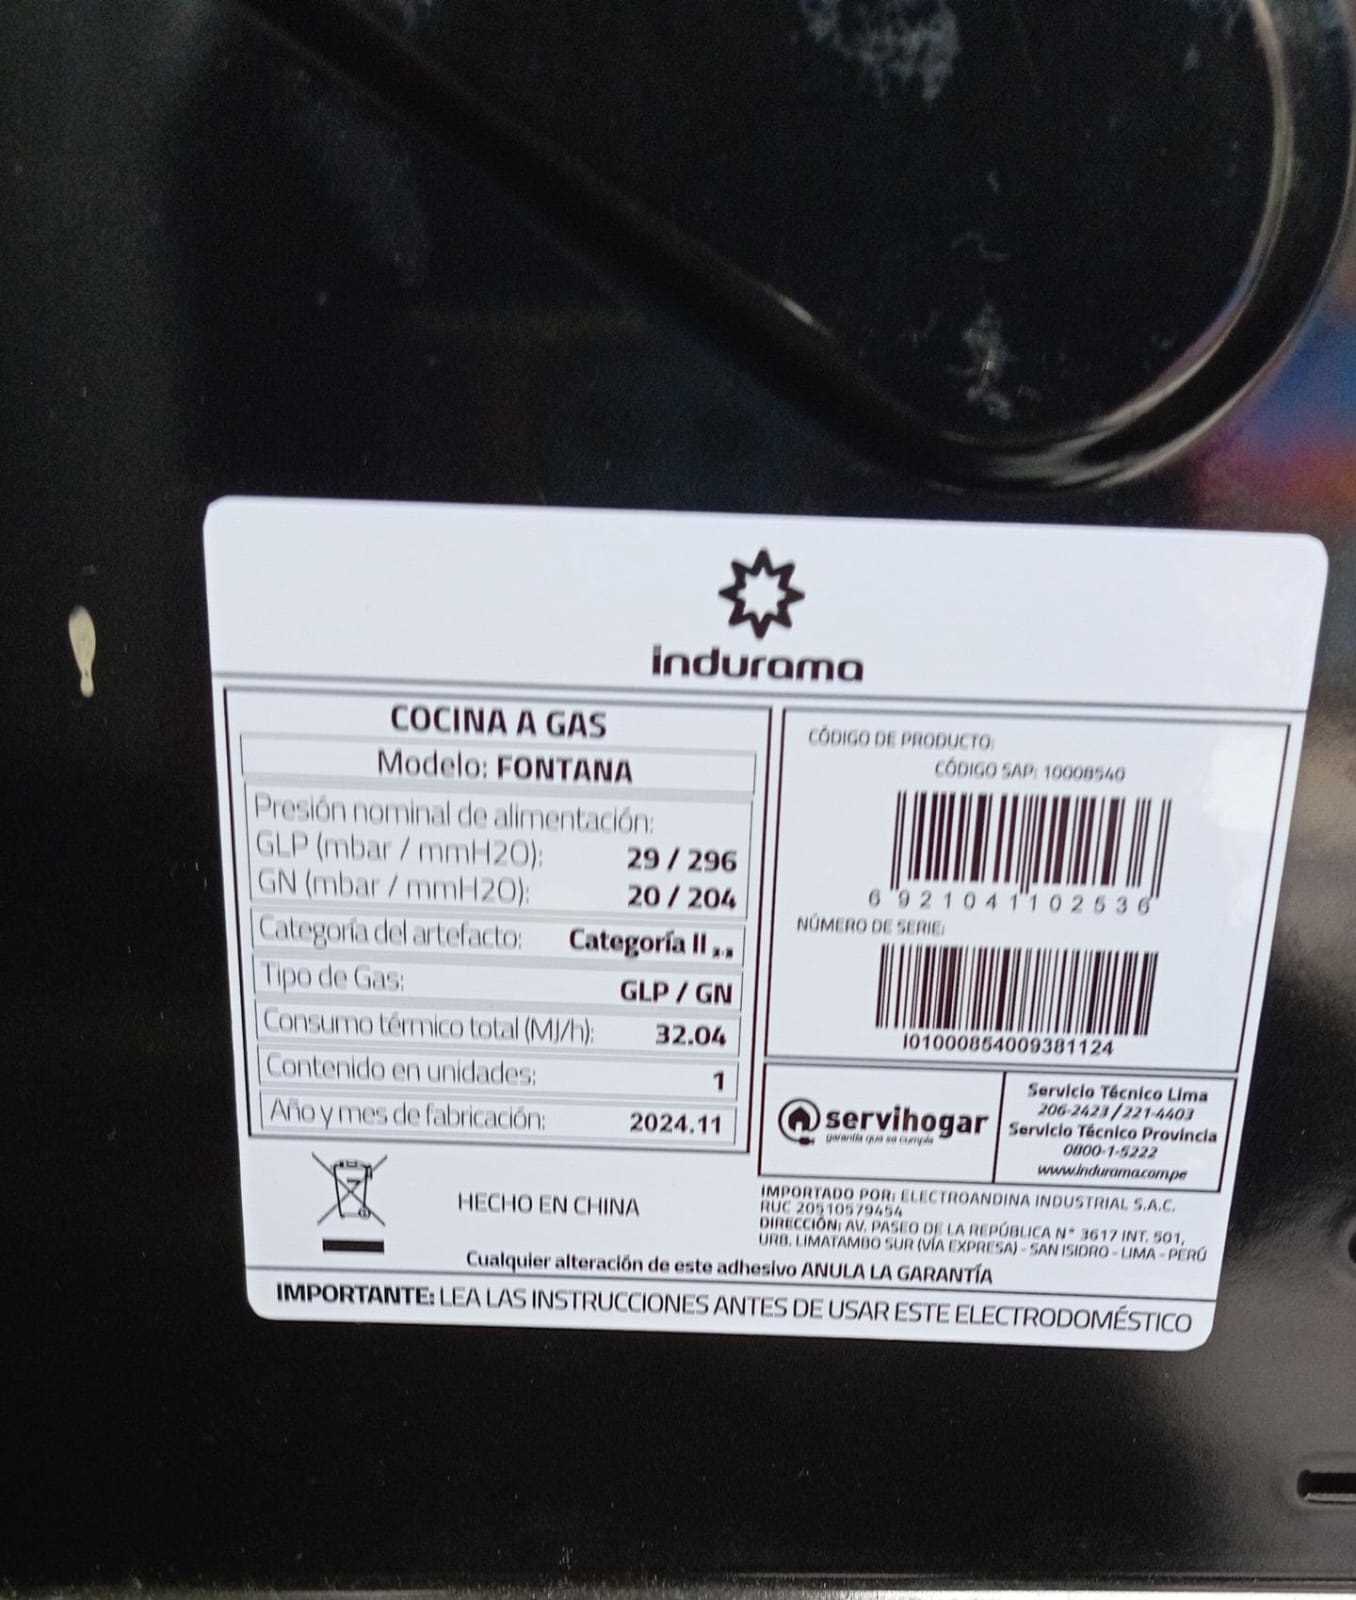 indurama
COCINA A GAS
Modelo: FONTANA
Presión nominal de alimentación:
GLP (mbar / mmH2O): 29 / 296
GN (mbar / mmH2O): 20 / 204
Categoría del artefacto: Categoría II
Tipo de Gas: GLP / GN
Consumo térmico total (MJ/h): 32.04
Contenido en unidades: 1
Año y mes de fabricación: 2024.11
HECHO EN CHINA
CÓDIGO DE PRODUCTO:
CÓDIGO SAP: 10008540
6921041102536
NÚMERO DE SERIE:
I01000854009381124
servihogar
garantía que se cumple
Servicio Técnico Lima
206-2423 / 221-4403
Servicio Técnico Provincia
0800-1-5222
www.indurama.com.pe
IMPORTADO POR: ELECTROANDINA INDUSTRIAL S.A.C.
RUC 20510579454
DIRECCIÓN: AV. PASEO DE LA REPÚBLICA N° 3617 INT. 501,
URB. LIMATAMBO SUR (VÍA EXPRESA) - SAN ISIDRO - LIMA - PERÚ
Cualquier alteración de este adhesivo ANULA LA GARANTÍA
IMPORTANTE: LEA LAS INSTRUCCIONES ANTES DE USAR ESTE ELECTRODOMÉSTICO